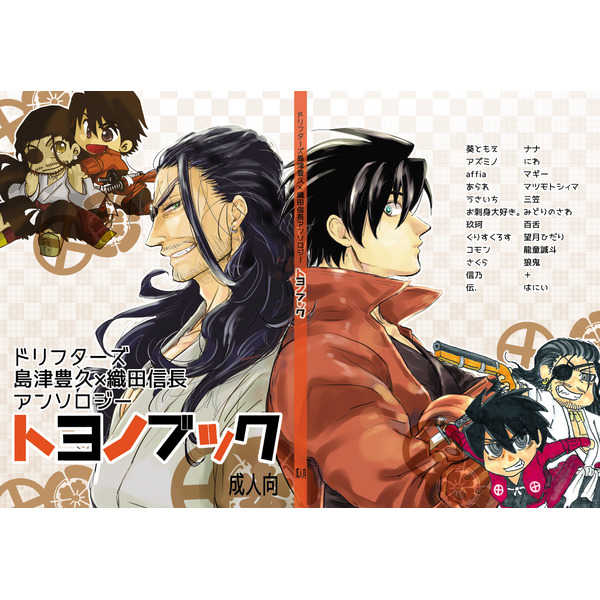 ドリフターズ
島津豊久×織田信長
アンソロジー
トヨノブック
成人向
ドリフターズ 島津豊久×織田信長アンソロジー トヨノブック
葵ともえ ナナ
アズミノ にわ
affia マギー
あられ マツモトシィマ
うさいち 三笠
お刺身大好き。 みどりのさわ
玖珂 百舌
くりすくろす 望月ひだり
コモン 龍童誠斗
さくら 狼鬼
信乃 +
伝. はにい